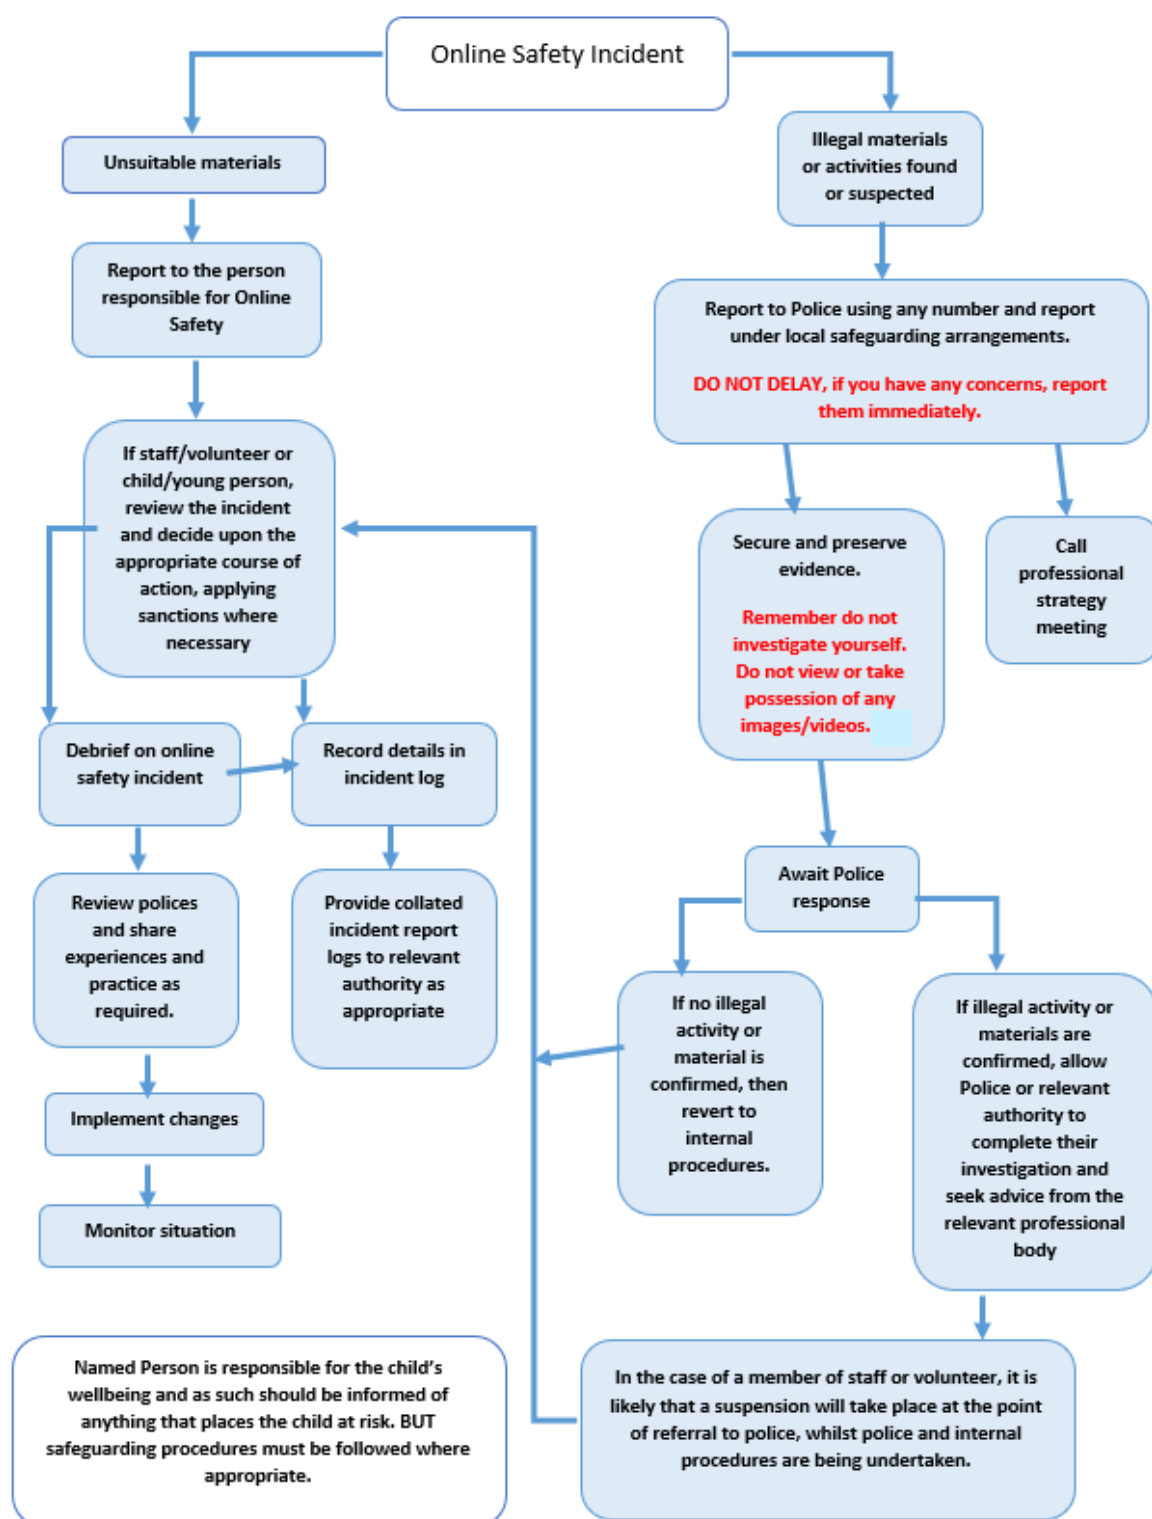 Online Safety Incident
Unsuitable materials
Report to the person
responsible for Online
Safety
If staff/volunteer or
child/young person,
review the incident
and decide upon the
appropriate course of
action, applying
sanctions where
necessary
Debrief on online
safety incident
Record details in
incident log
Review polices
and share
experiences and
practice as
required.
Provide collated
incident report
logs to relevant
authority as
appropriate
Implement changes
Monitor situation
Illegal materials
or activities found
or suspected
Report to Police using any number and report
under local safeguarding arrangements.
DO NOT DELAY, if you have any concerns, report
them immediately.
Secure and preserve
evidence.
Remember do not
investigate yourself.
Do not view or take
possession of any
images/videos.
Call
professional
strategy
meeting
Await Police
response
If no illegal
activity or
material is
confirmed, then
revert to
internal
procedures.
If illegal activity or
materials are
confirmed, allow
Police or relevant
authority to
complete their
investigation and
seek advice from the
relevant professional
body
In the case of a member of staff or volunteer, it is
likely that a suspension will take place at the point
of referral to police, whilst police and internal
procedures are being undertaken.
Named Person is responsible for the child's
wellbeing and as such should be informed of
anything that places the child at risk. BUT
safeguarding procedures must be followed where
appropriate.